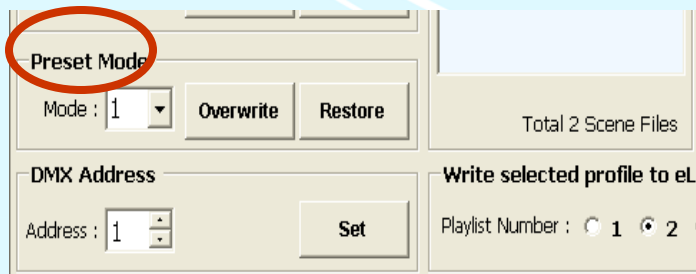 Preset Mode
Mode : 1 Overwrite Restore
Total 2 Scene Files
DMX Address
Address : 1 Set
Write selected profile to eL
Playlist Number : 1 2